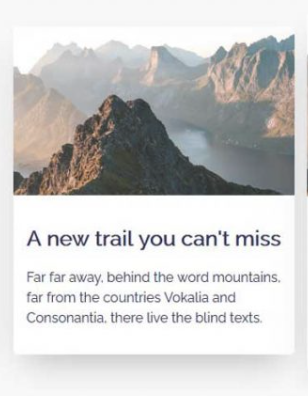 A new trail you can't miss
Far far away, behind the word mountains,
far from the countries Vokalia and
Consonantia, there live the blind texts.